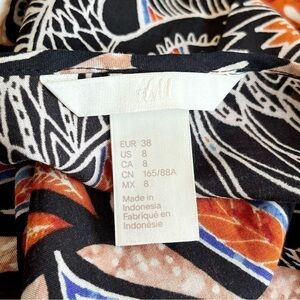 H&M
EUR 38
US 8
CA 8
CN 165/88A
MX 8
Made in
Indonesia
Fabriqué en
Indonésie